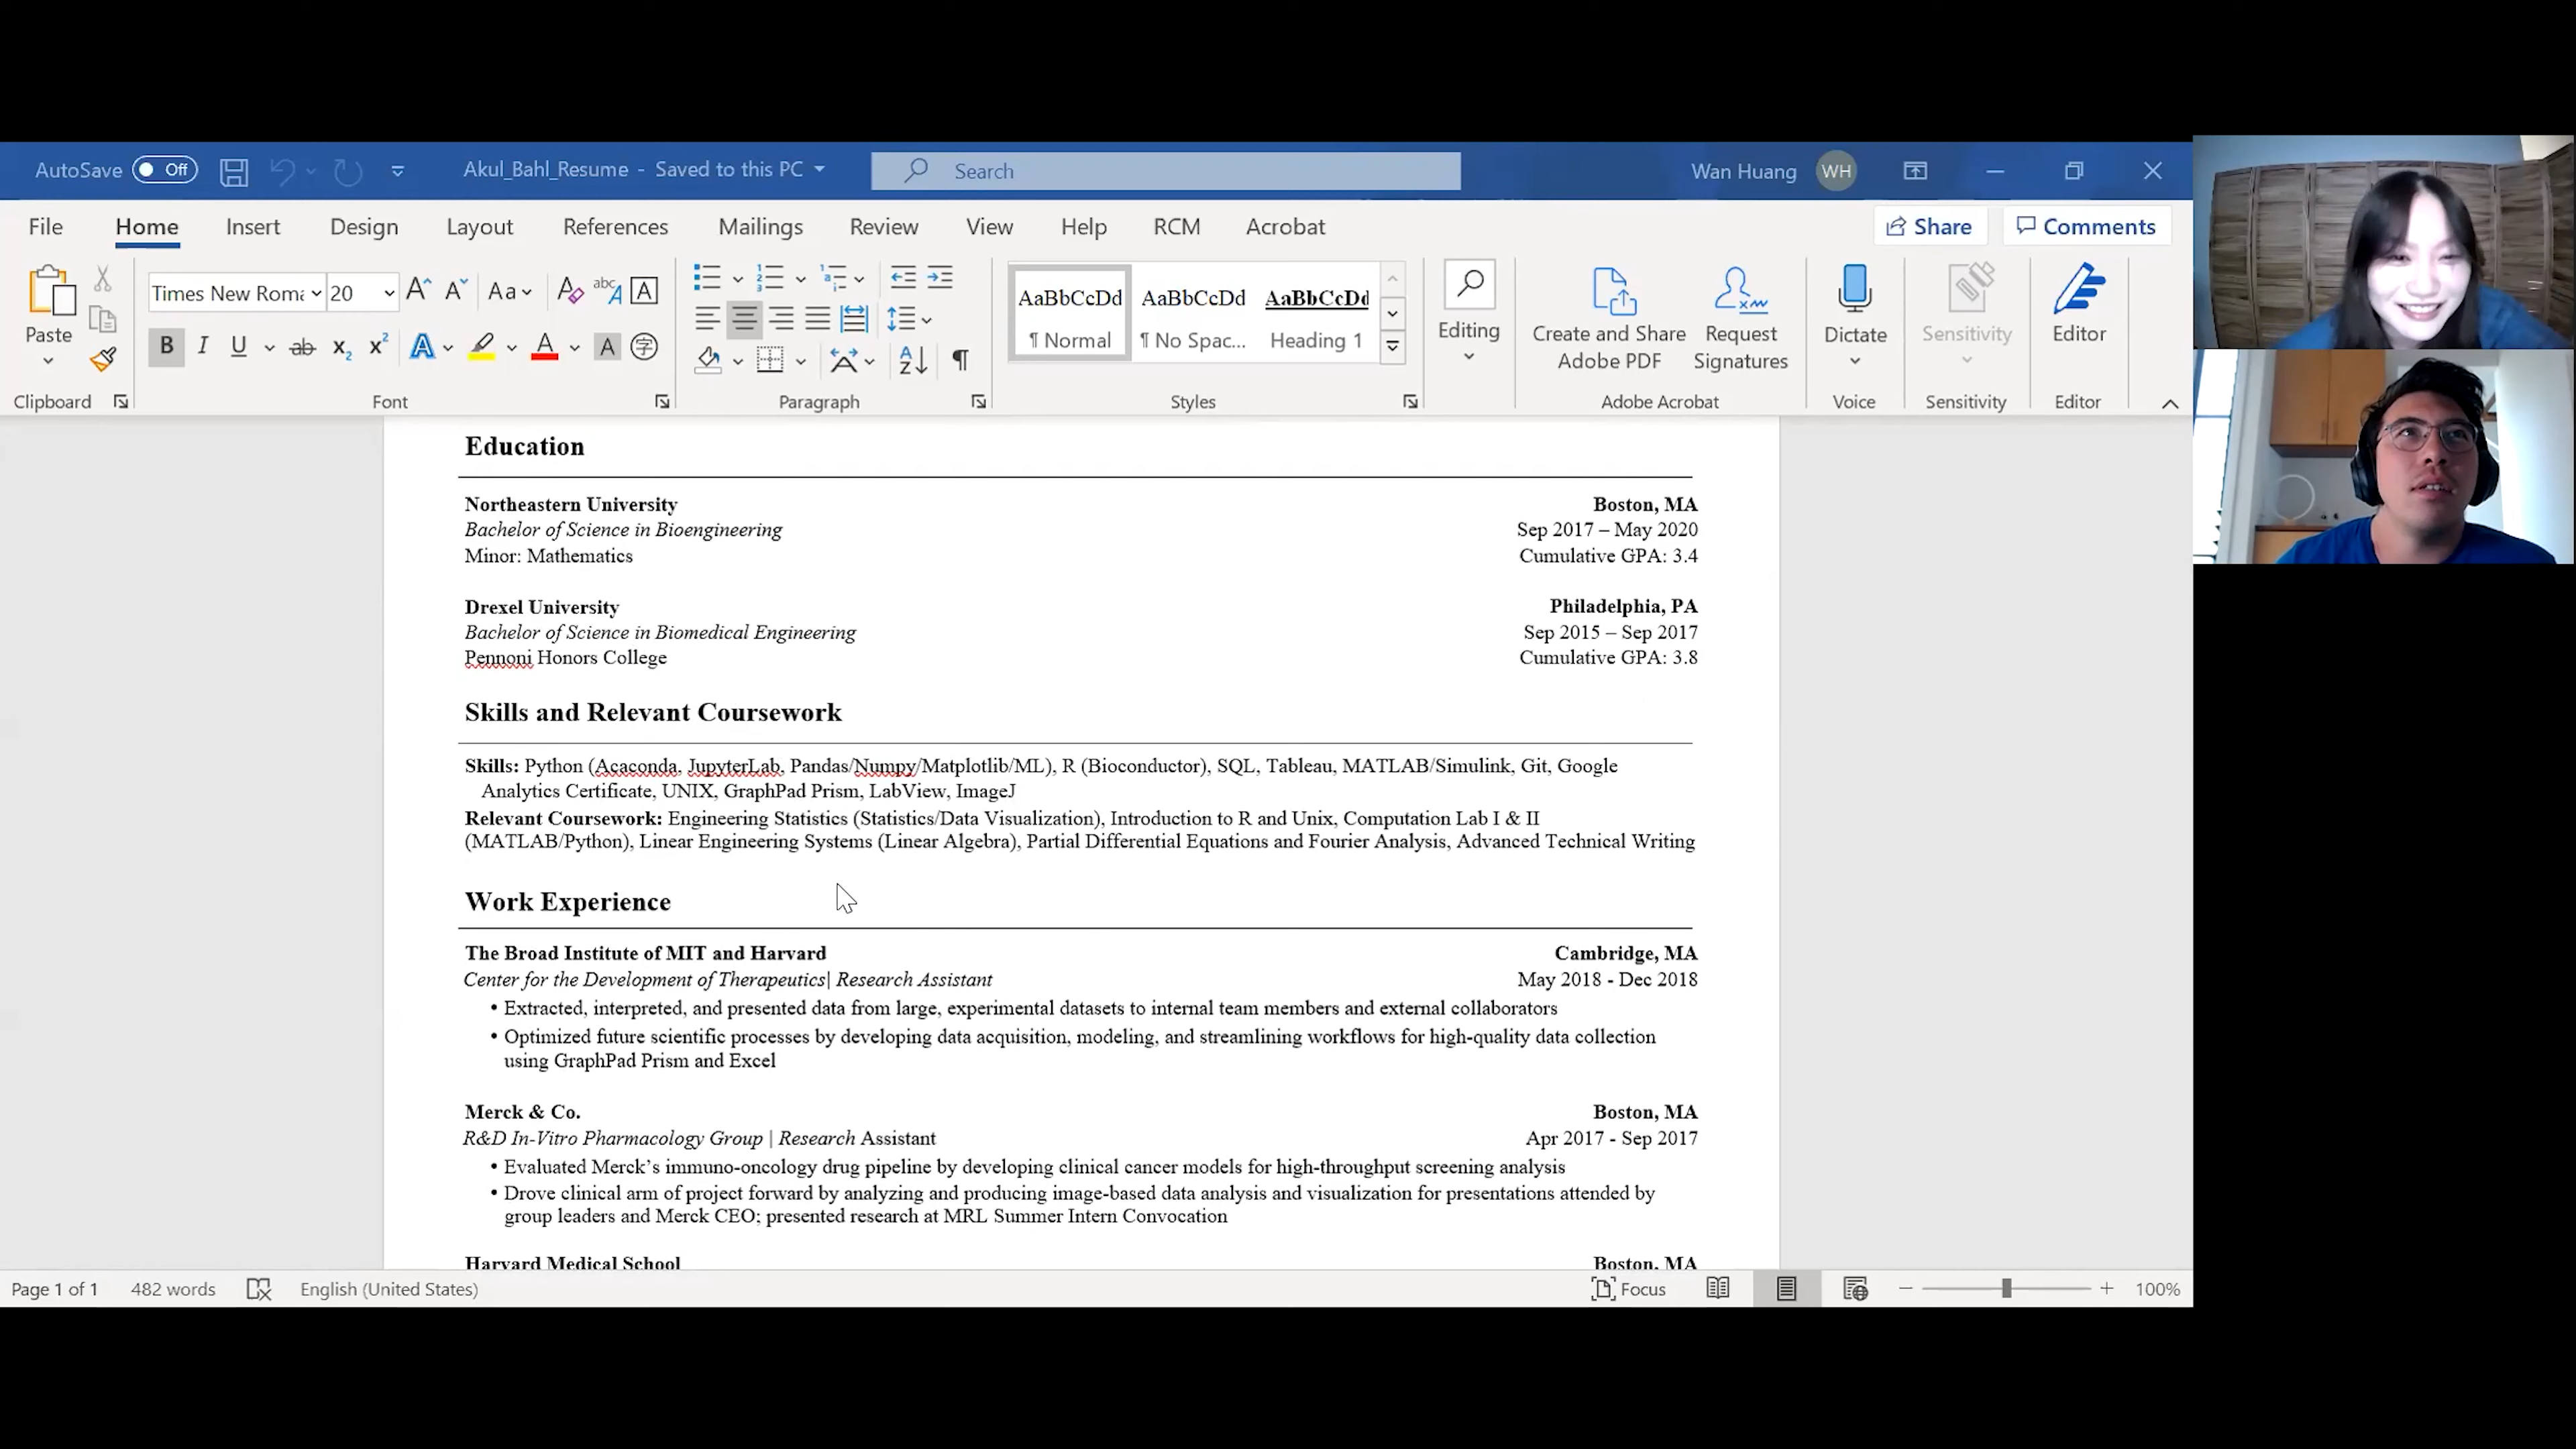 AutoSave Off Akul_Bahl_Resume - Saved to this PC Search Wan Huang WH
File Home Insert Design Layout References Mailings Review View Help RCM Acrobat Share Comments
Times New Roma 20 Aa
Paste
B I U ab x₂ x² A A A 字
AaBbCcDd AaBbCcDd AaBbCcDd
¶ Normal ¶ No Spac... Heading 1
Editing
Create and Share Adobe PDF
Request Signatures
Dictate
Sensitivity
Editor
Clipboard Font Paragraph Styles Adobe Acrobat Voice Sensitivity Editor
Education
Northeastern University Boston, MA
Bachelor of Science in Bioengineering Sep 2017 – May 2020
Minor: Mathematics Cumulative GPA: 3.4
Drexel University Philadelphia, PA
Bachelor of Science in Biomedical Engineering Sep 2015 – Sep 2017
Pennoni Honors College Cumulative GPA: 3.8
Skills and Relevant Coursework
Skills: Python (Acaconda, JupyterLab, Pandas/Numpy/Matplotlib/ML), R (Bioconductor), SQL, Tableau, MATLAB/Simulink, Git, Google
Analytics Certificate, UNIX, GraphPad Prism, LabView, ImageJ
Relevant Coursework: Engineering Statistics (Statistics/Data Visualization), Introduction to R and Unix, Computation Lab I & II
(MATLAB/Python), Linear Engineering Systems (Linear Algebra), Partial Differential Equations and Fourier Analysis, Advanced Technical Writing
Work Experience
The Broad Institute of MIT and Harvard Cambridge, MA
Center for the Development of Therapeutics| Research Assistant May 2018 - Dec 2018
• Extracted, interpreted, and presented data from large, experimental datasets to internal team members and external collaborators
• Optimized future scientific processes by developing data acquisition, modeling, and streamlining workflows for high-quality data collection
using GraphPad Prism and Excel
Merck & Co. Boston, MA
R&D In-Vitro Pharmacology Group | Research Assistant Apr 2017 - Sep 2017
• Evaluated Merck’s immuno-oncology drug pipeline by developing clinical cancer models for high-throughput screening analysis
• Drove clinical arm of project forward by analyzing and producing image-based data analysis and visualization for presentations attended by
group leaders and Merck CEO; presented research at MRL Summer Intern Convocation
Harvard Medical School Boston, MA
Page 1 of 1 482 words English (United States) Focus 100%